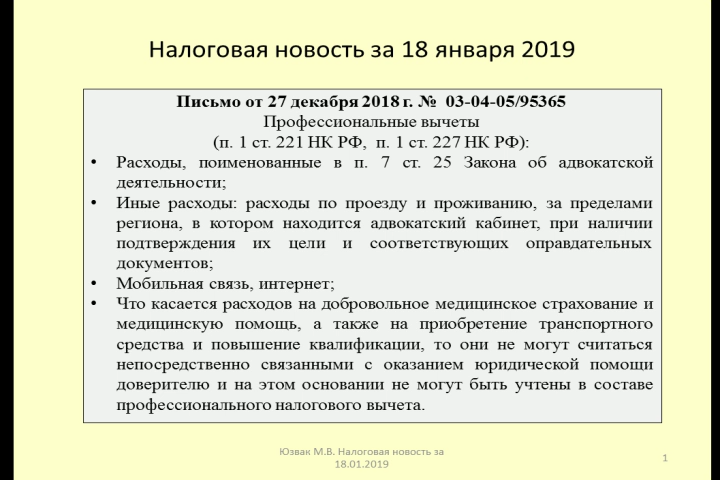 Налоговая новость за 18 января 2019
Письмо от 27 декабря 2018 г. № 03-04-05/95365
Профессиональные вычеты
(п. 1 ст. 221 НК РФ, п. 1 ст. 227 НК РФ):
• Расходы, поименованные в п. 7 ст. 25 Закона об адвокатской
деятельности;
• Иные расходы: расходы по проезду и проживанию, за пределами
региона, в котором находится адвокатский кабинет, при наличии
подтверждения их цели и соответствующих оправдательных
документов;
• Мобильная связь, интернет;
• Что касается расходов на добровольное медицинское страхование и
медицинскую помощь, а также на приобретение транспортного
средства и повышение квалификации, то они не могут считаться
непосредственно связанными с оказанием юридической помощи
доверителю и на этом основании не могут быть учтены в составе
профессионального налогового вычета.
Юзвак М.В. Налоговая новость за
18.01.2019
1